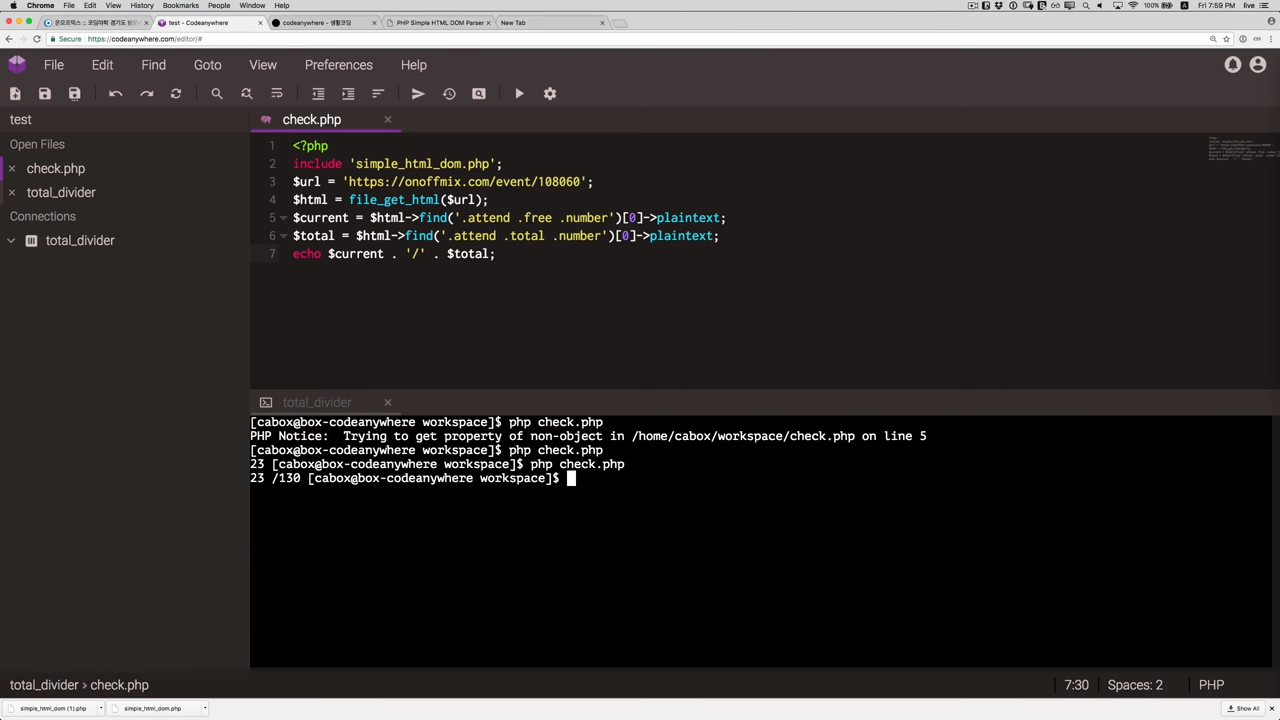 Chrome File Edit View History Bookmarks People Window Help 100% Fri 7:59 PM live
test - Codeanywhere
codeanywhere - 생활코딩
PHP Simple HTML DOM Parser
New Tab
Secure https://codeanywhere.com/editor/#
File Edit Find Goto View Preferences Help
test
check.php
Open Files
check.php
total_divider
Connections
total_divider
1 <?php
2 include 'simple_html_dom.php';
3 $url = 'https://onoffmix.com/event/108060';
4 $html = file_get_html($url);
5 $current = $html->find('.attend .free .number')[0]->plaintext;
6 $total = $html->find('.attend .total .number')[0]->plaintext;
7 echo $current . '/' . $total;
total_divider
[cabox@box-codeanywhere workspace]$ php check.php
PHP Notice:  Trying to get property of non-object in /home/cabox/workspace/check.php on line 5
[cabox@box-codeanywhere workspace]$ php check.php
23 [cabox@box-codeanywhere workspace]$ php check.php
23 /130 [cabox@box-codeanywhere workspace]$
total_divider › check.php
7:30 Spaces: 2 PHP
simple_html_dom (1).php
simple_html_dom.php
Show All